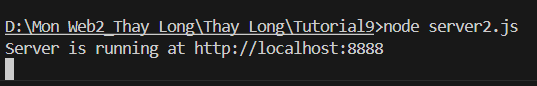 D:\Mon Web2_Thay Long\Thay Long\Tutorial9>node server2.js
Server is running at http://localhost:8888